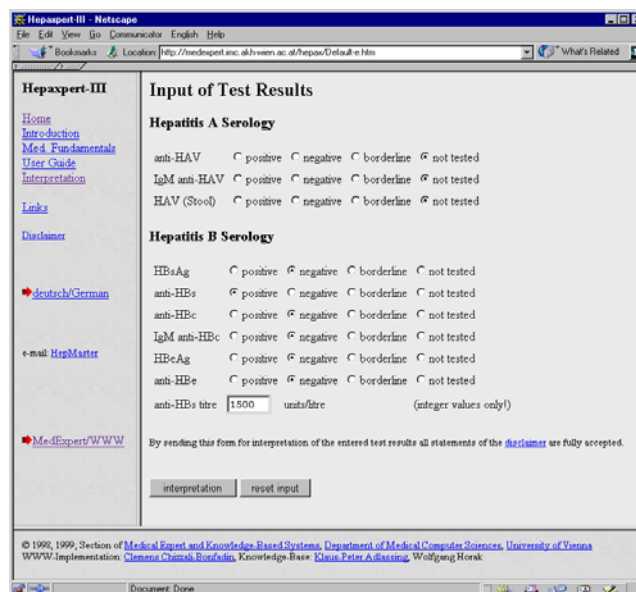 Hepaxpert-III - Netscape
File Edit View Go Communicator English Help
Bookmarks Location: http://medexpert.imc.akh-wien.ac.at/hepax/Default-e.htm What's Related
Hepaxpert-III
Home
Introduction
Med. Fundamentals
User Guide
Interpretation
Links
Disclaimer
deutsch/German
e-mail: HepMaster
MedExpert/WWW
Input of Test Results
Hepatitis A Serology
anti-HAV positive negative borderline not tested
IgM anti-HAV positive negative borderline not tested
HAV (Stool) positive negative borderline not tested
Hepatitis B Serology
HBsAg positive negative borderline not tested
anti-HBs positive negative borderline not tested
anti-HBc positive negative borderline not tested
IgM anti-HBc positive negative borderline not tested
HBeAg positive negative borderline not tested
anti-HBe positive negative borderline not tested
anti-HBs titre 1500 units/litre (integer values only!)
By sending this form for interpretation of the entered test results all statements of the disclaimer are fully accepted.
interpretation reset input
© 1998, 1999, Section of Medical Expert and Knowledge-Based Systems, Department of Medical Computer Sciences, University of Vienna
WWW-Implementation: Clemens Chizzali-Bonfadin, Knowledge-Base: Klaus-Peter Adlassnig, Wolfgang Horak
Document: Done